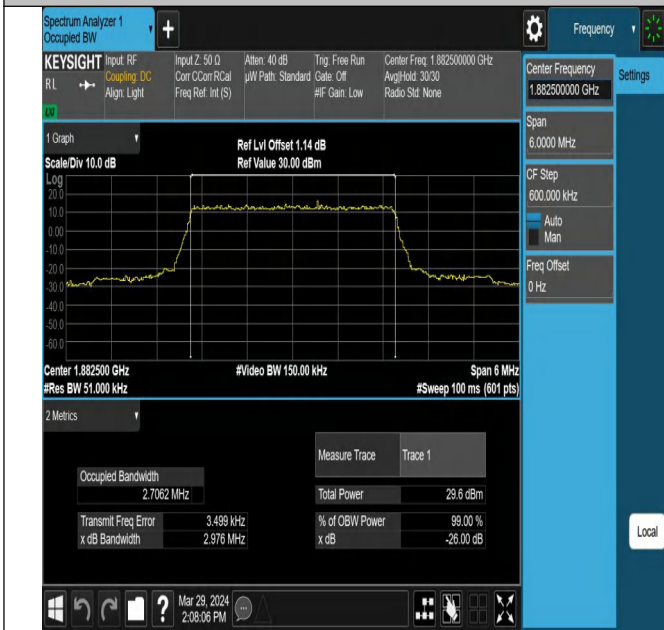 Spectrum Analyzer 1
Occupied BW
Frequency
KEYSIGHT
RL
LXI
Input: RF
Coupling: DC
Align: Light
Input Z: 50 Ω
Corr CCorr RCal
Freq Ref: Int (S)
Atten: 40 dB
µW Path: Standard
Trig: Free Run
Gate: Off
#IF Gain: Low
Center Freq: 1.882500000 GHz
Avg|Hold: 30/30
Radio Std: None
Center Frequency
1.882500000 GHz
Settings
Span
6.0000 MHz
CF Step
600.000 kHz
Auto
Man
Freq Offset
0 Hz
Local
1 Graph
Scale/Div 10.0 dB
Ref Lvl Offset 1.14 dB
Ref Value 30.00 dBm
Log
20.0
10.0
0.00
-10.0
-20.0
-30.0
-40.0
-50.0
-60.0
Center 1.882500 GHz
#Video BW 150.00 kHz
Span 6 MHz
#Res BW 51.000 kHz
#Sweep 100 ms (601 pts)
2 Metrics
Measure Trace
Trace 1
Occupied Bandwidth
2.7062 MHz
Total Power
29.6 dBm
Transmit Freq Error
3.499 kHz
% of OBW Power
99.00 %
x dB Bandwidth
2.976 MHz
x dB
-26.00 dB
?
Mar 29, 2024
2:08:06 PM